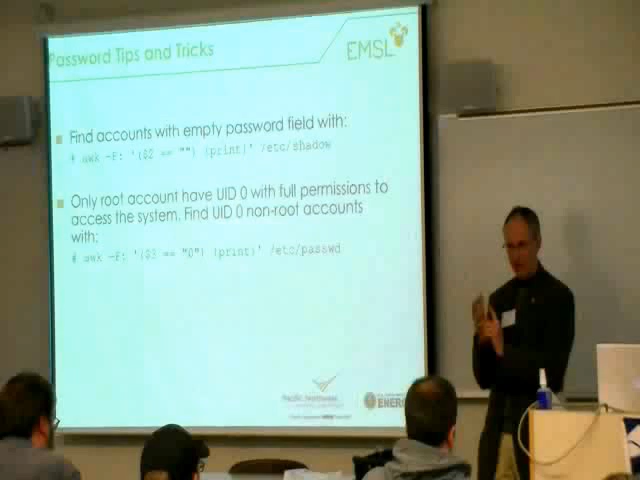 Password Tips and Tricks
EMSL
Find accounts with empty password field with:
# awk -F: '($2 == "") {print}' /etc/shadow
Only root account have UID 0 with full permissions to
access the system. Find UID 0 non-root accounts
with:
# awk -F: '($3 == "0") {print}' /etc/passwd
Pacific Northwest
ENERG